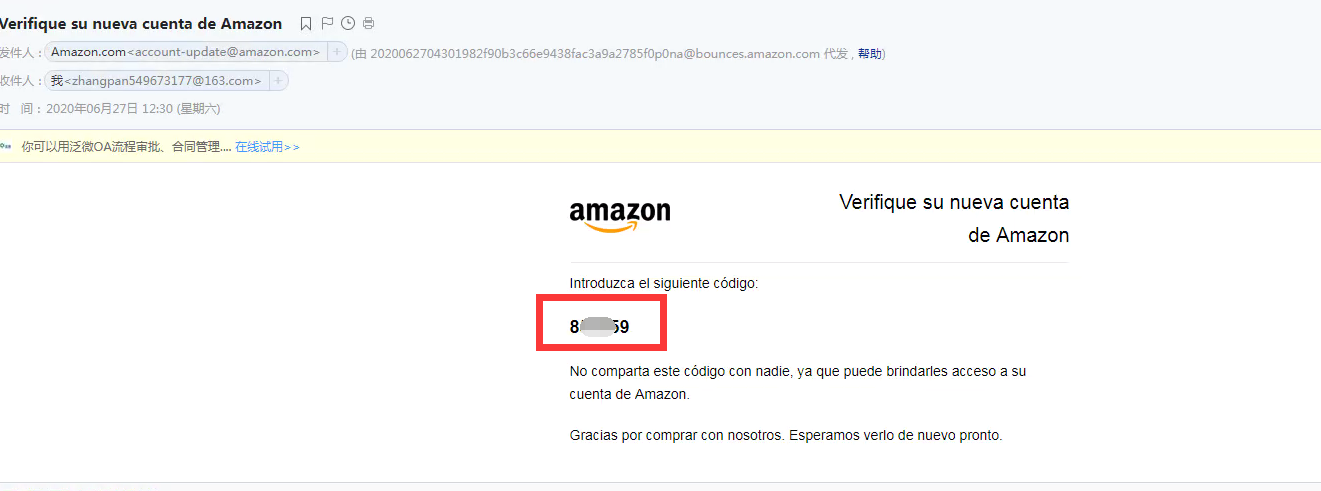 Verifique su nueva cuenta de Amazon
发件人：Amazon.com<account-update@amazon.com> + (由 2020062704301982f90b3c66e9438fac3a9a2785f0p0na@bounces.amazon.com 代发，帮助)
收件人：我<zhangpan549673177@163.com> +
时 间：2020年06月27日 12:30 (星期六)
你可以用泛微OA流程审批、合同管理.... 在线试用>>
amazon
Verifique su nueva cuenta
de Amazon
Introduzca el siguiente código:
8 59
No comparta este código con nadie, ya que puede brindarles acceso a su
cuenta de Amazon.
Gracias por comprar con nosotros. Esperamos verlo de nuevo pronto.